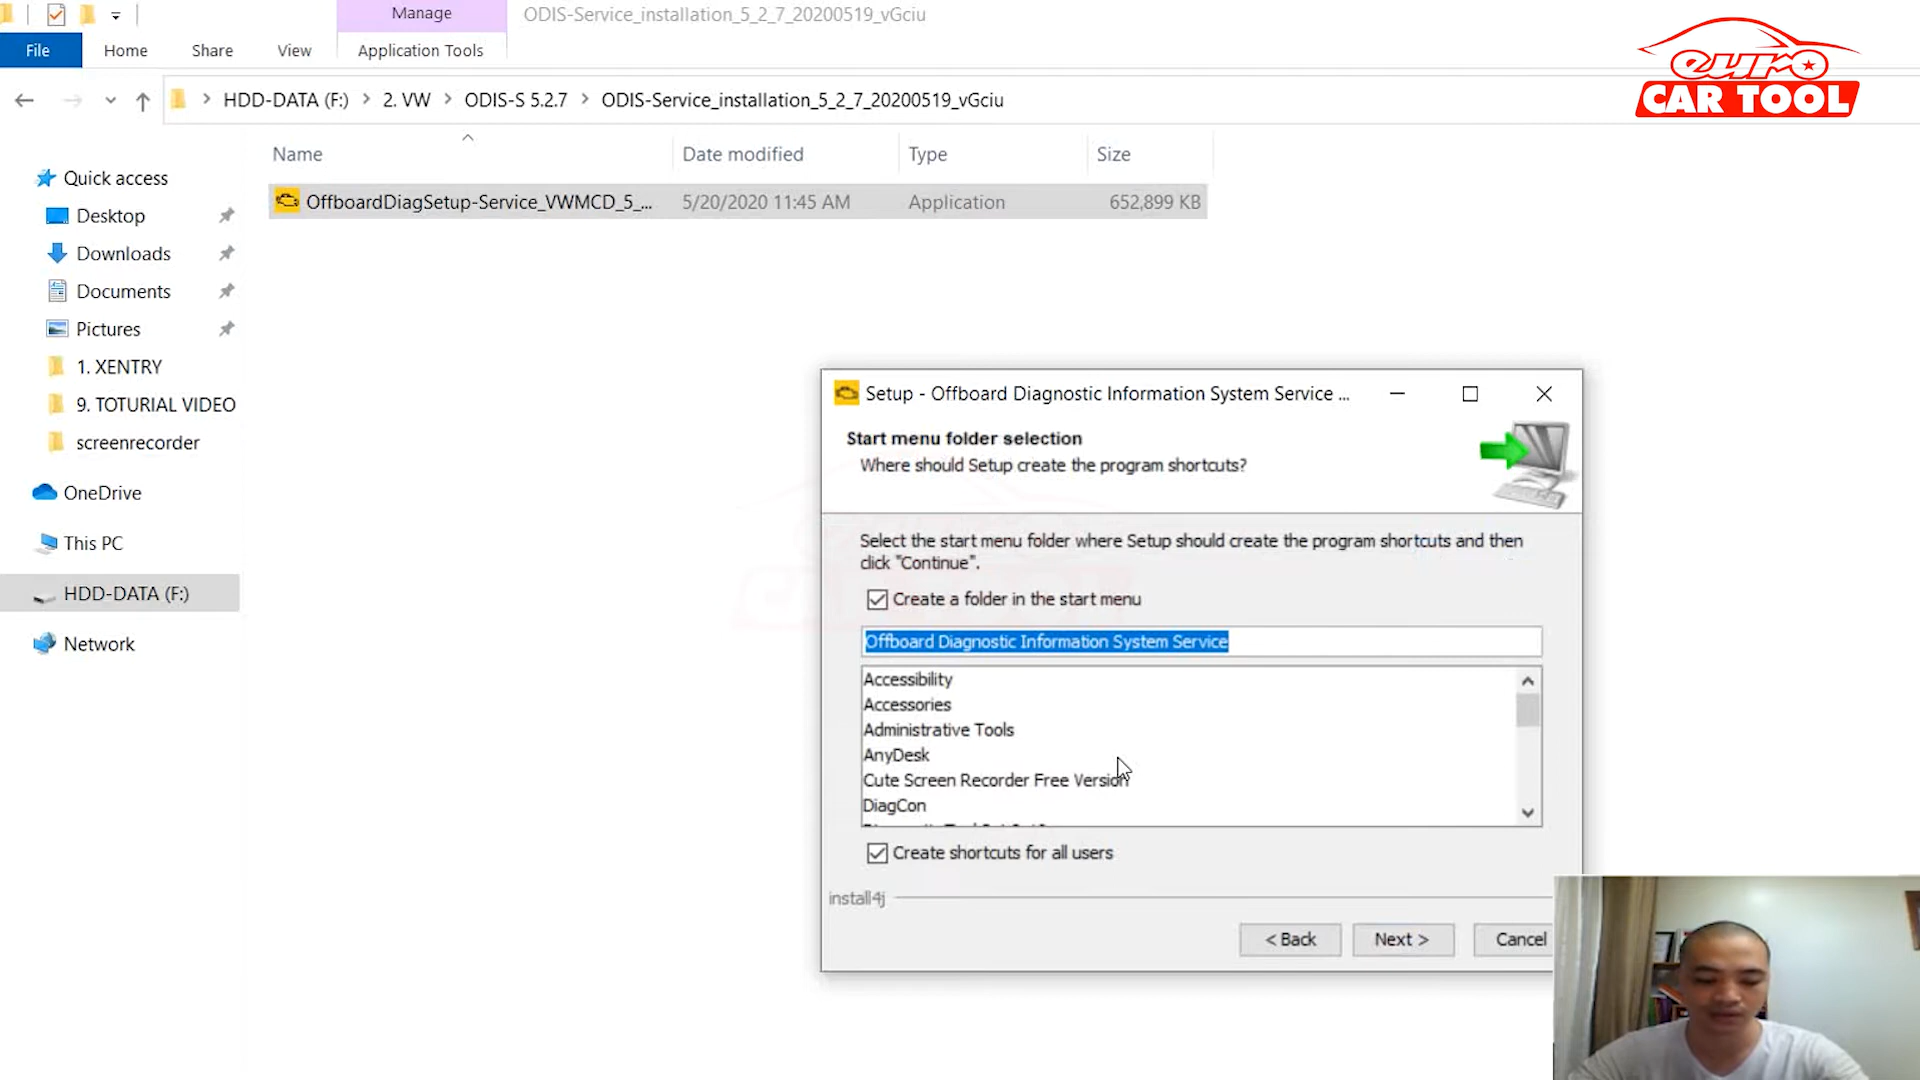 Manage
ODIS-Service_installation_5_2_7_20200519_vGciu
File
Home
Share
View
Application Tools
euro
CAR TOOL
HDD-DATA (F:)
2. VW
ODIS-S 5.2.7
ODIS-Service_installation_5_2_7_20200519_vGciu
Name
Date modified
Type
Size
OffboardDiagSetup-Service_VWMCD_5_...
5/20/2020 11:45 AM
Application
652,899 KB
Quick access
Desktop
Downloads
Documents
Pictures
1. XENTRY
9. TOTURIAL VIDEO
screenrecorder
OneDrive
This PC
HDD-DATA (F:)
Network
Setup - Offboard Diagnostic Information System Service ...
Start menu folder selection
Where should Setup create the program shortcuts?
Select the start menu folder where Setup should create the program shortcuts and then
click "Continue".
Create a folder in the start menu
Offboard Diagnostic Information System Service
Accessibility
Accessories
Administrative Tools
AnyDesk
Cute Screen Recorder Free Version
DiagCon
Create shortcuts for all users
install4j
< Back
Next >
Cancel
CAR TOOL